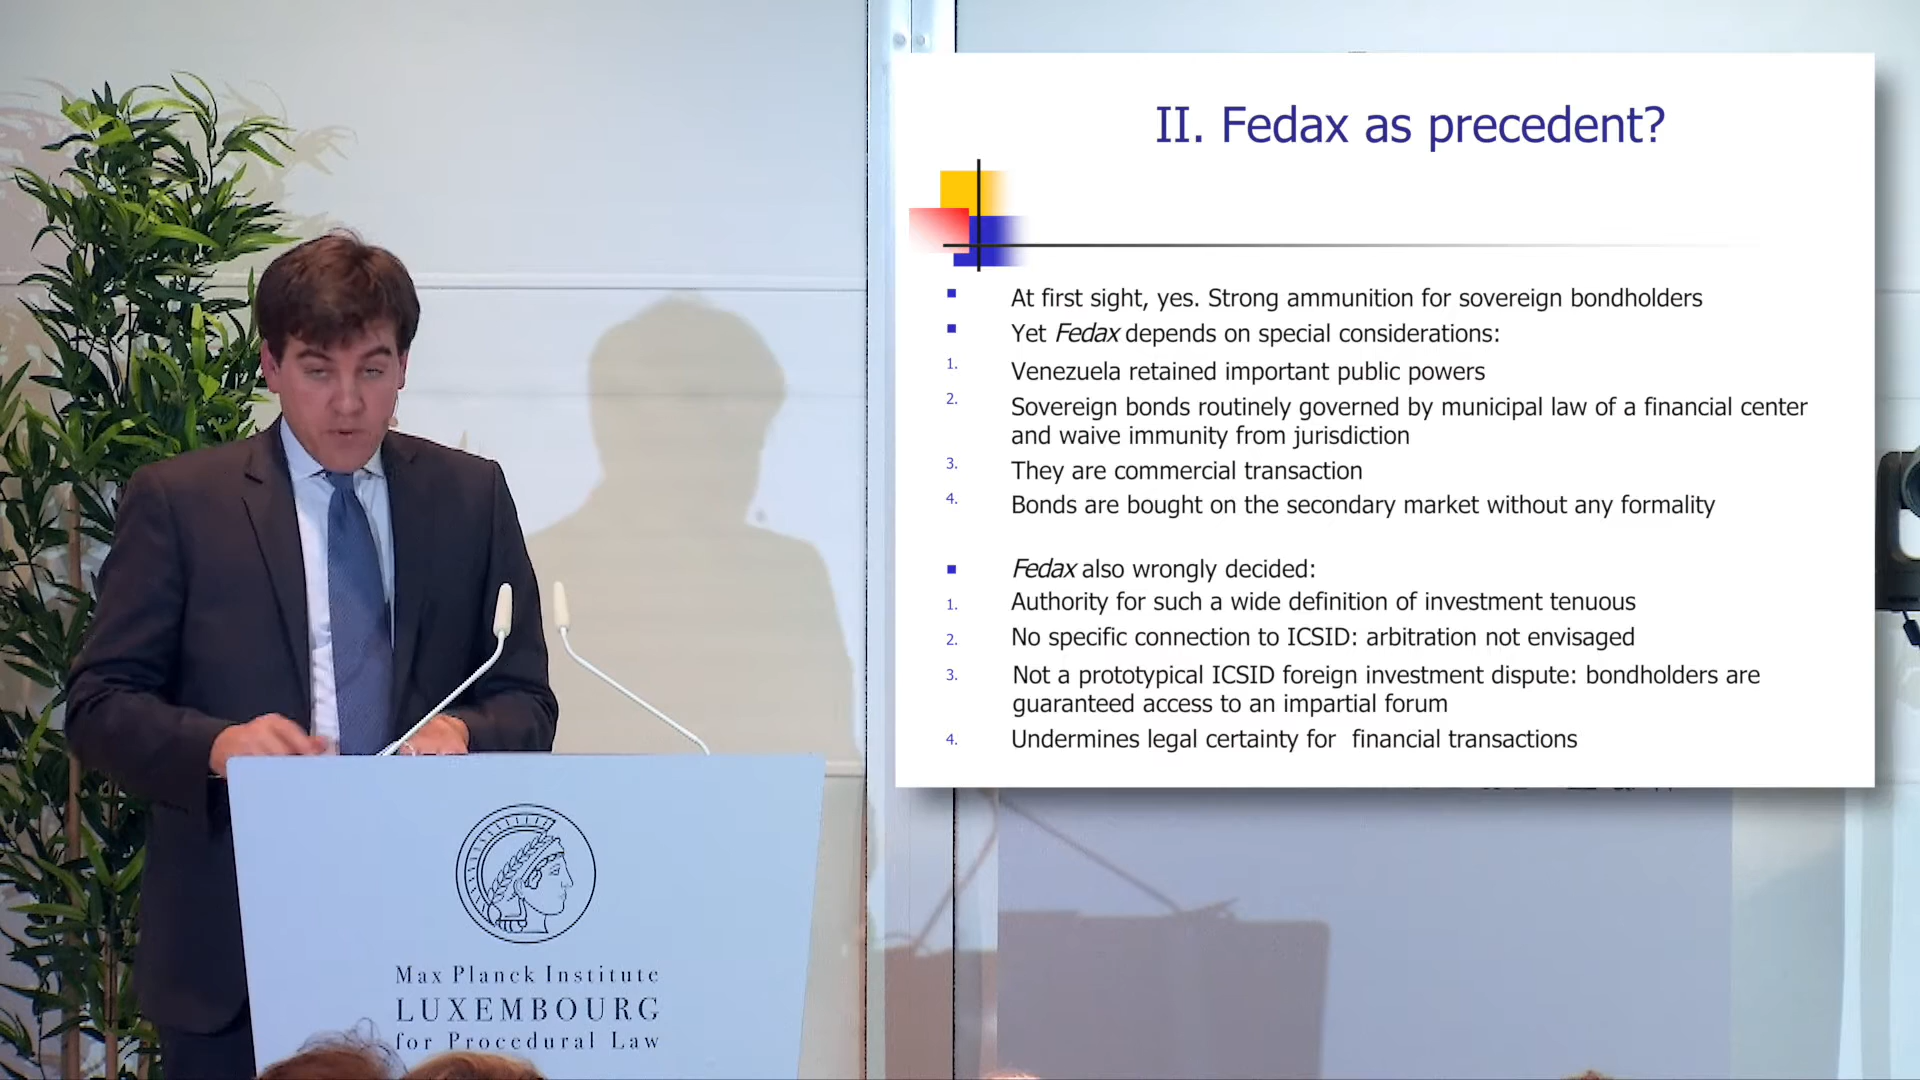 II. Fedax as precedent?
At first sight, yes. Strong ammunition for sovereign bondholders
Yet Fedax depends on special considerations:
1. Venezuela retained important public powers
2. Sovereign bonds routinely governed by municipal law of a financial center
and waive immunity from jurisdiction
3. They are commercial transaction
4. Bonds are bought on the secondary market without any formality
Fedax also wrongly decided:
1. Authority for such a wide definition of investment tenuous
2. No specific connection to ICSID: arbitration not envisaged
3. Not a prototypical ICSID foreign investment dispute: bondholders are
guaranteed access to an impartial forum
4. Undermines legal certainty for financial transactions
Max Planck Institute
LUXEMBOURG
for Procedural Law